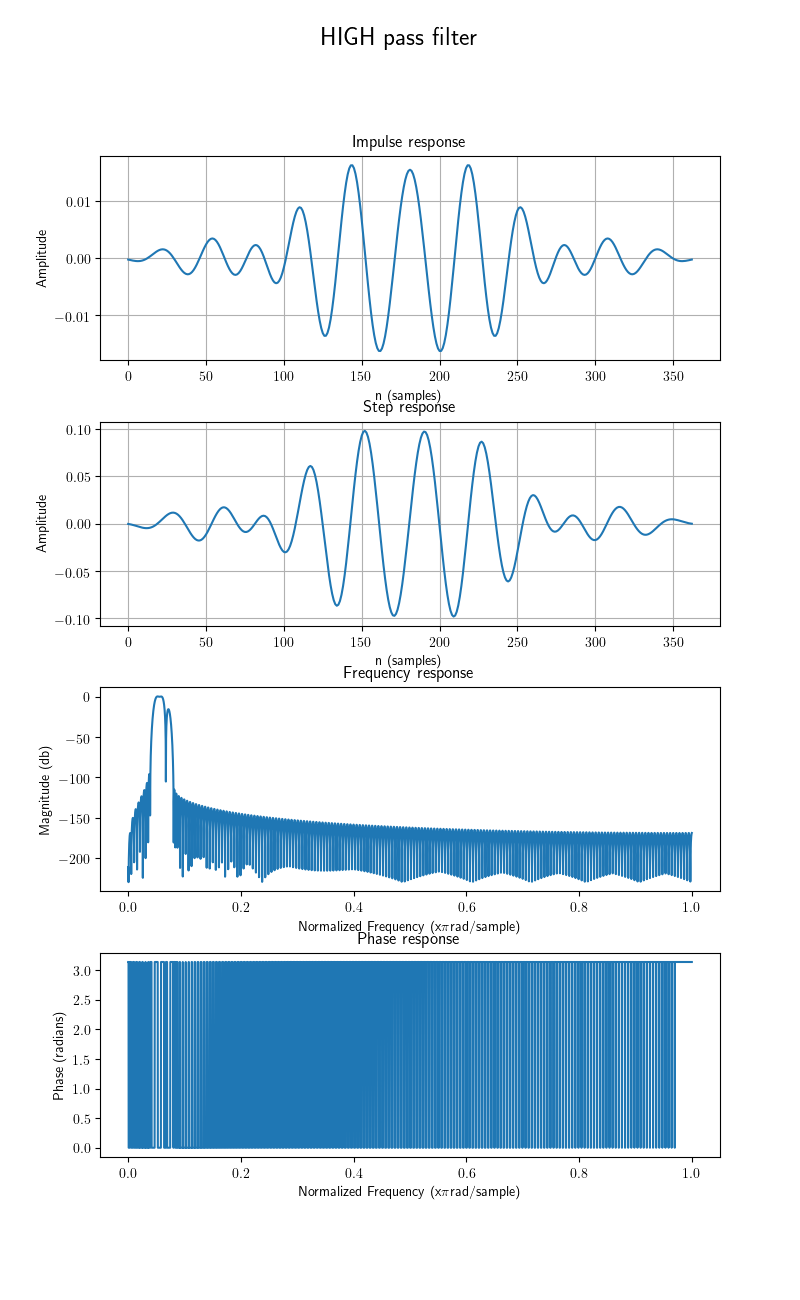 HIGH pass filter
Impulse response
Amplitude
0.01
0.00
−0.01
0 50 100 150 200 250 300 350
n (samples)
Step response
Amplitude
0.10
0.05
0.00
−0.05
−0.10
0 50 100 150 200 250 300 350
n (samples)
Frequency response
Magnitude (db)
0
−50
−100
−150
−200
0.0 0.2 0.4 0.6 0.8 1.0
Normalized Frequency (xπrad/sample)
Phase response
Phase (radians)
3.0
2.5
2.0
1.5
1.0
0.5
0.0
0.0 0.2 0.4 0.6 0.8 1.0
Normalized Frequency (xπrad/sample)